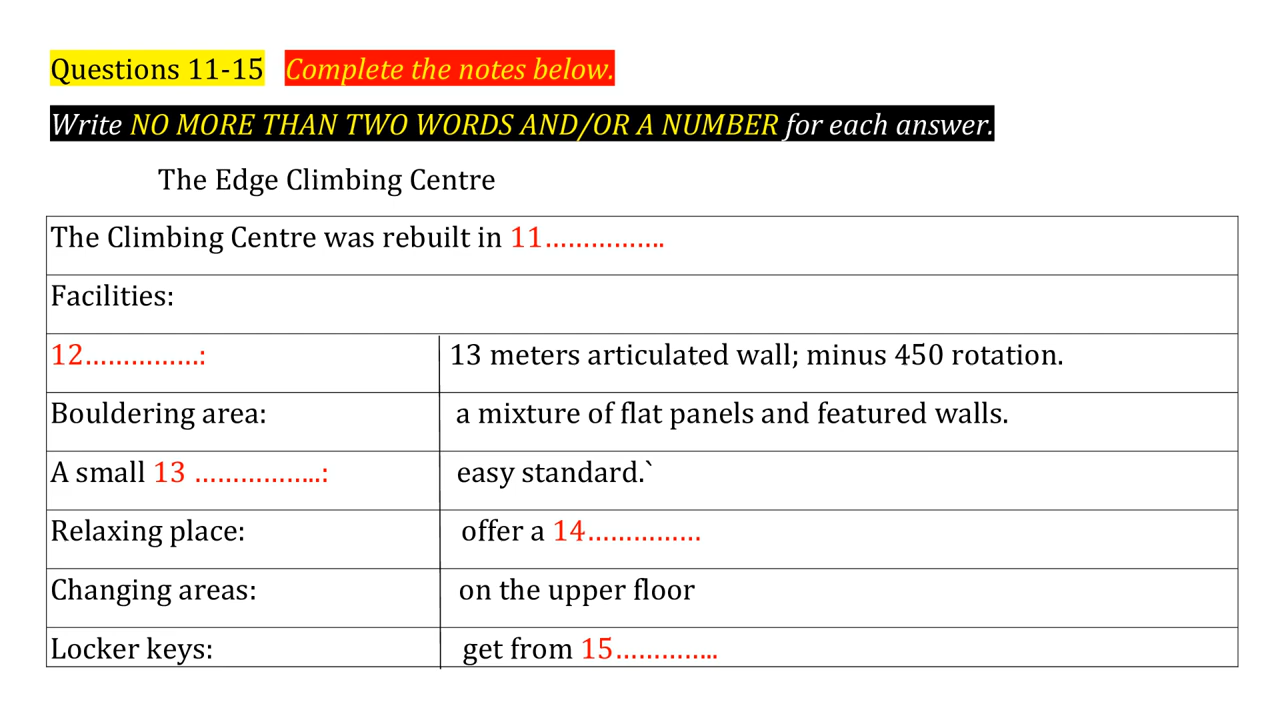 Questions 11-15 Complete the notes below.
Write NO MORE THAN TWO WORDS AND/OR A NUMBER for each answer.
The Edge Climbing Centre
The Climbing Centre was rebuilt in 11……………..
Facilities:
12……………: 13 meters articulated wall; minus 450 rotation.
Bouldering area: a mixture of flat panels and featured walls.
A small 13 ……………...: easy standard.`
Relaxing place: offer a 14……………
Changing areas: on the upper floor
Locker keys: get from 15…………..